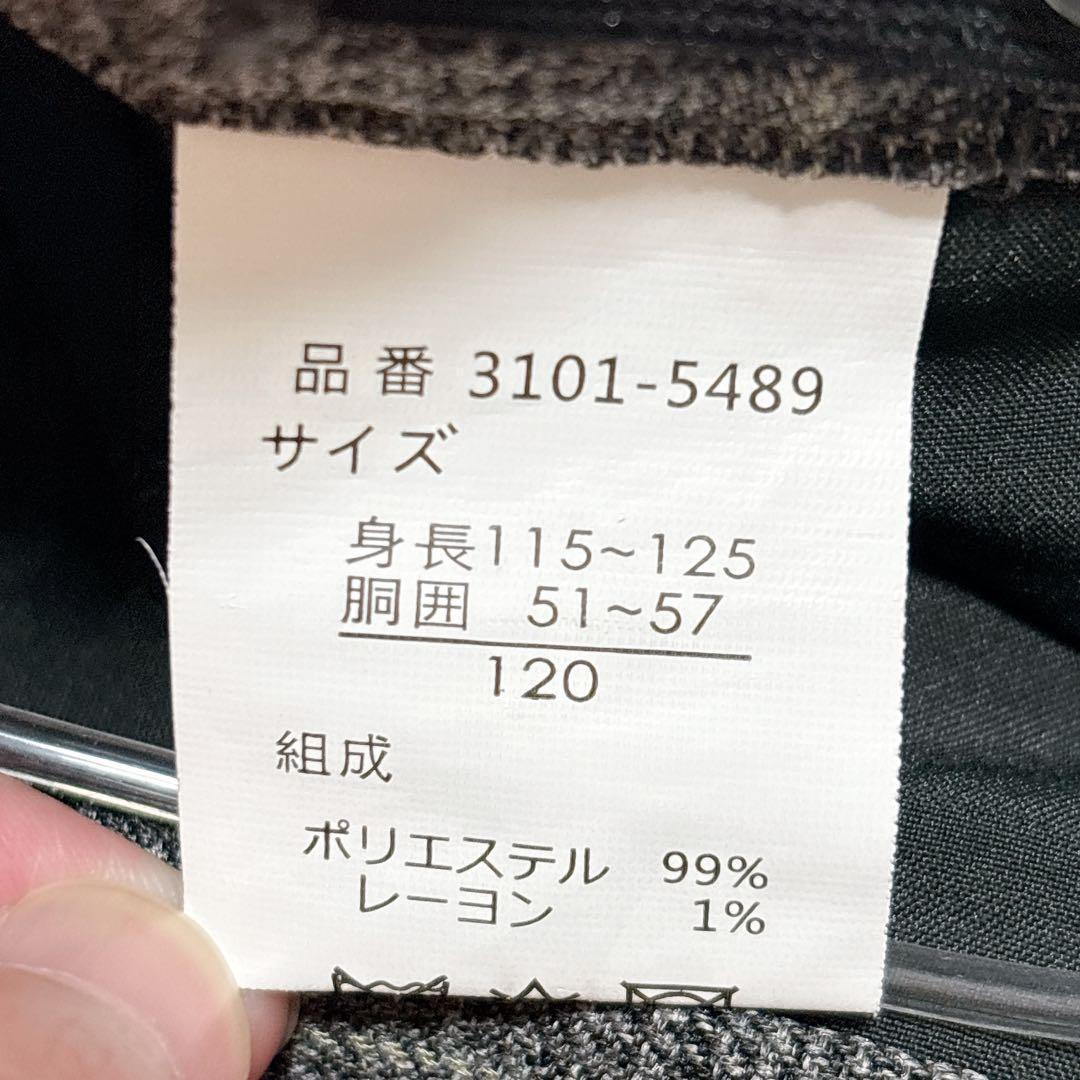 品番 3101-5489
サイズ
身長115~125
胴囲 51~57
120
組成
ポリエステル 99%
レーヨン 1%